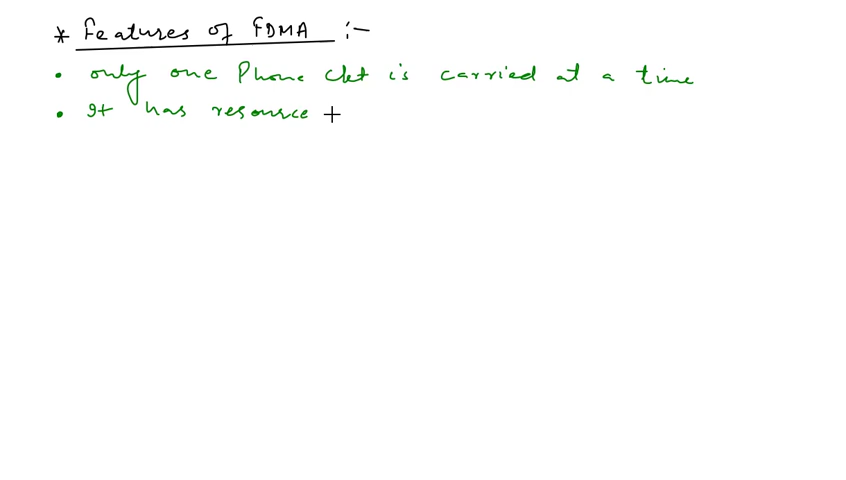 * Features of FDMA :-
• only one Phone Ckt is carried at a time
• It has resource